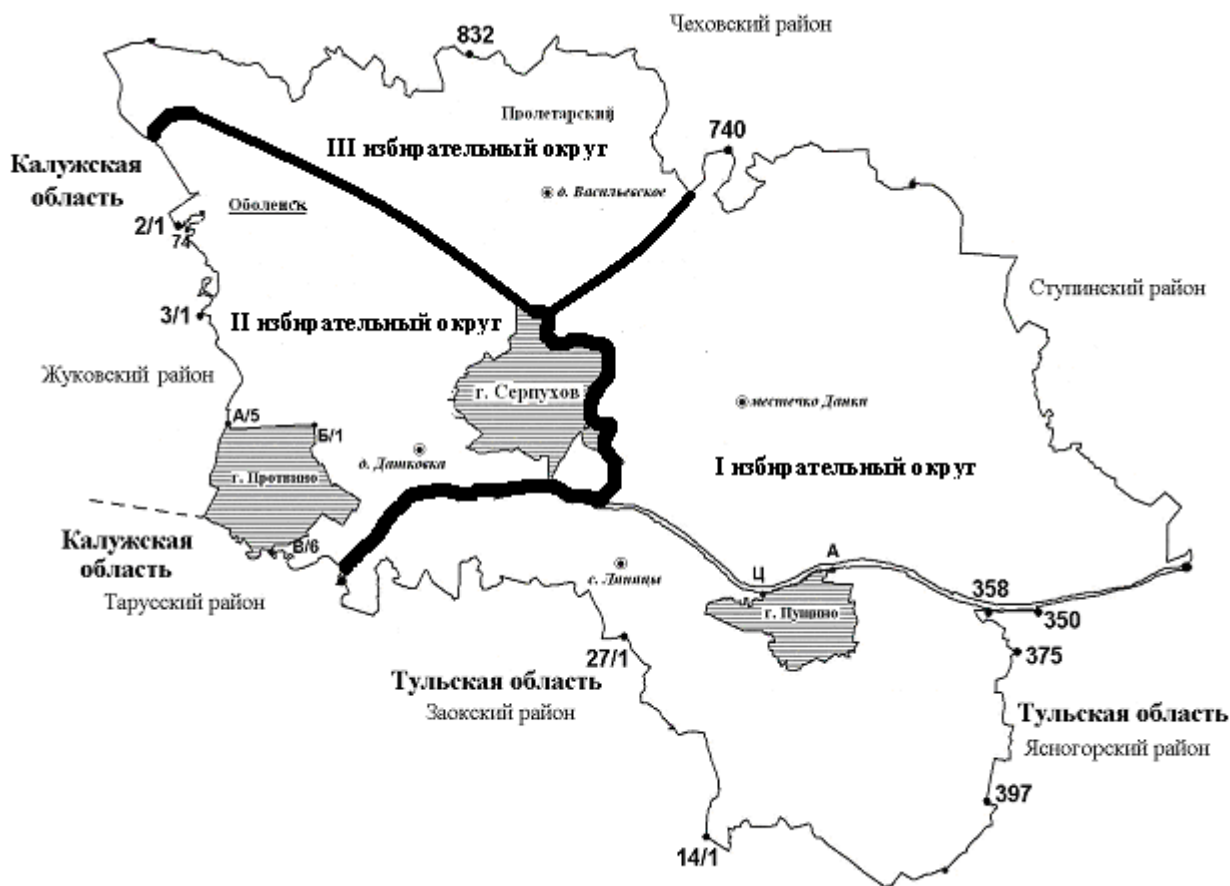 Чеховский район
832
Пролетарский
740
III избирательный округ
Калужская
область
д. Васильевское
Оболенск
2/1
74
Ступинский район
3/1
II избирательный округ
Жуковский район
г. Серпухов
местечко Данки
А/5
Б/1
д. Дашковка
I избирательный округ
г. Протвино
Калужская
область
В/6
Тарусский район
с. Липицы
Ц
А
358
г. Пущино
350
27/1
375
Тульская область
Заокский район
Тульская область
Ясногорский район
397
14/1